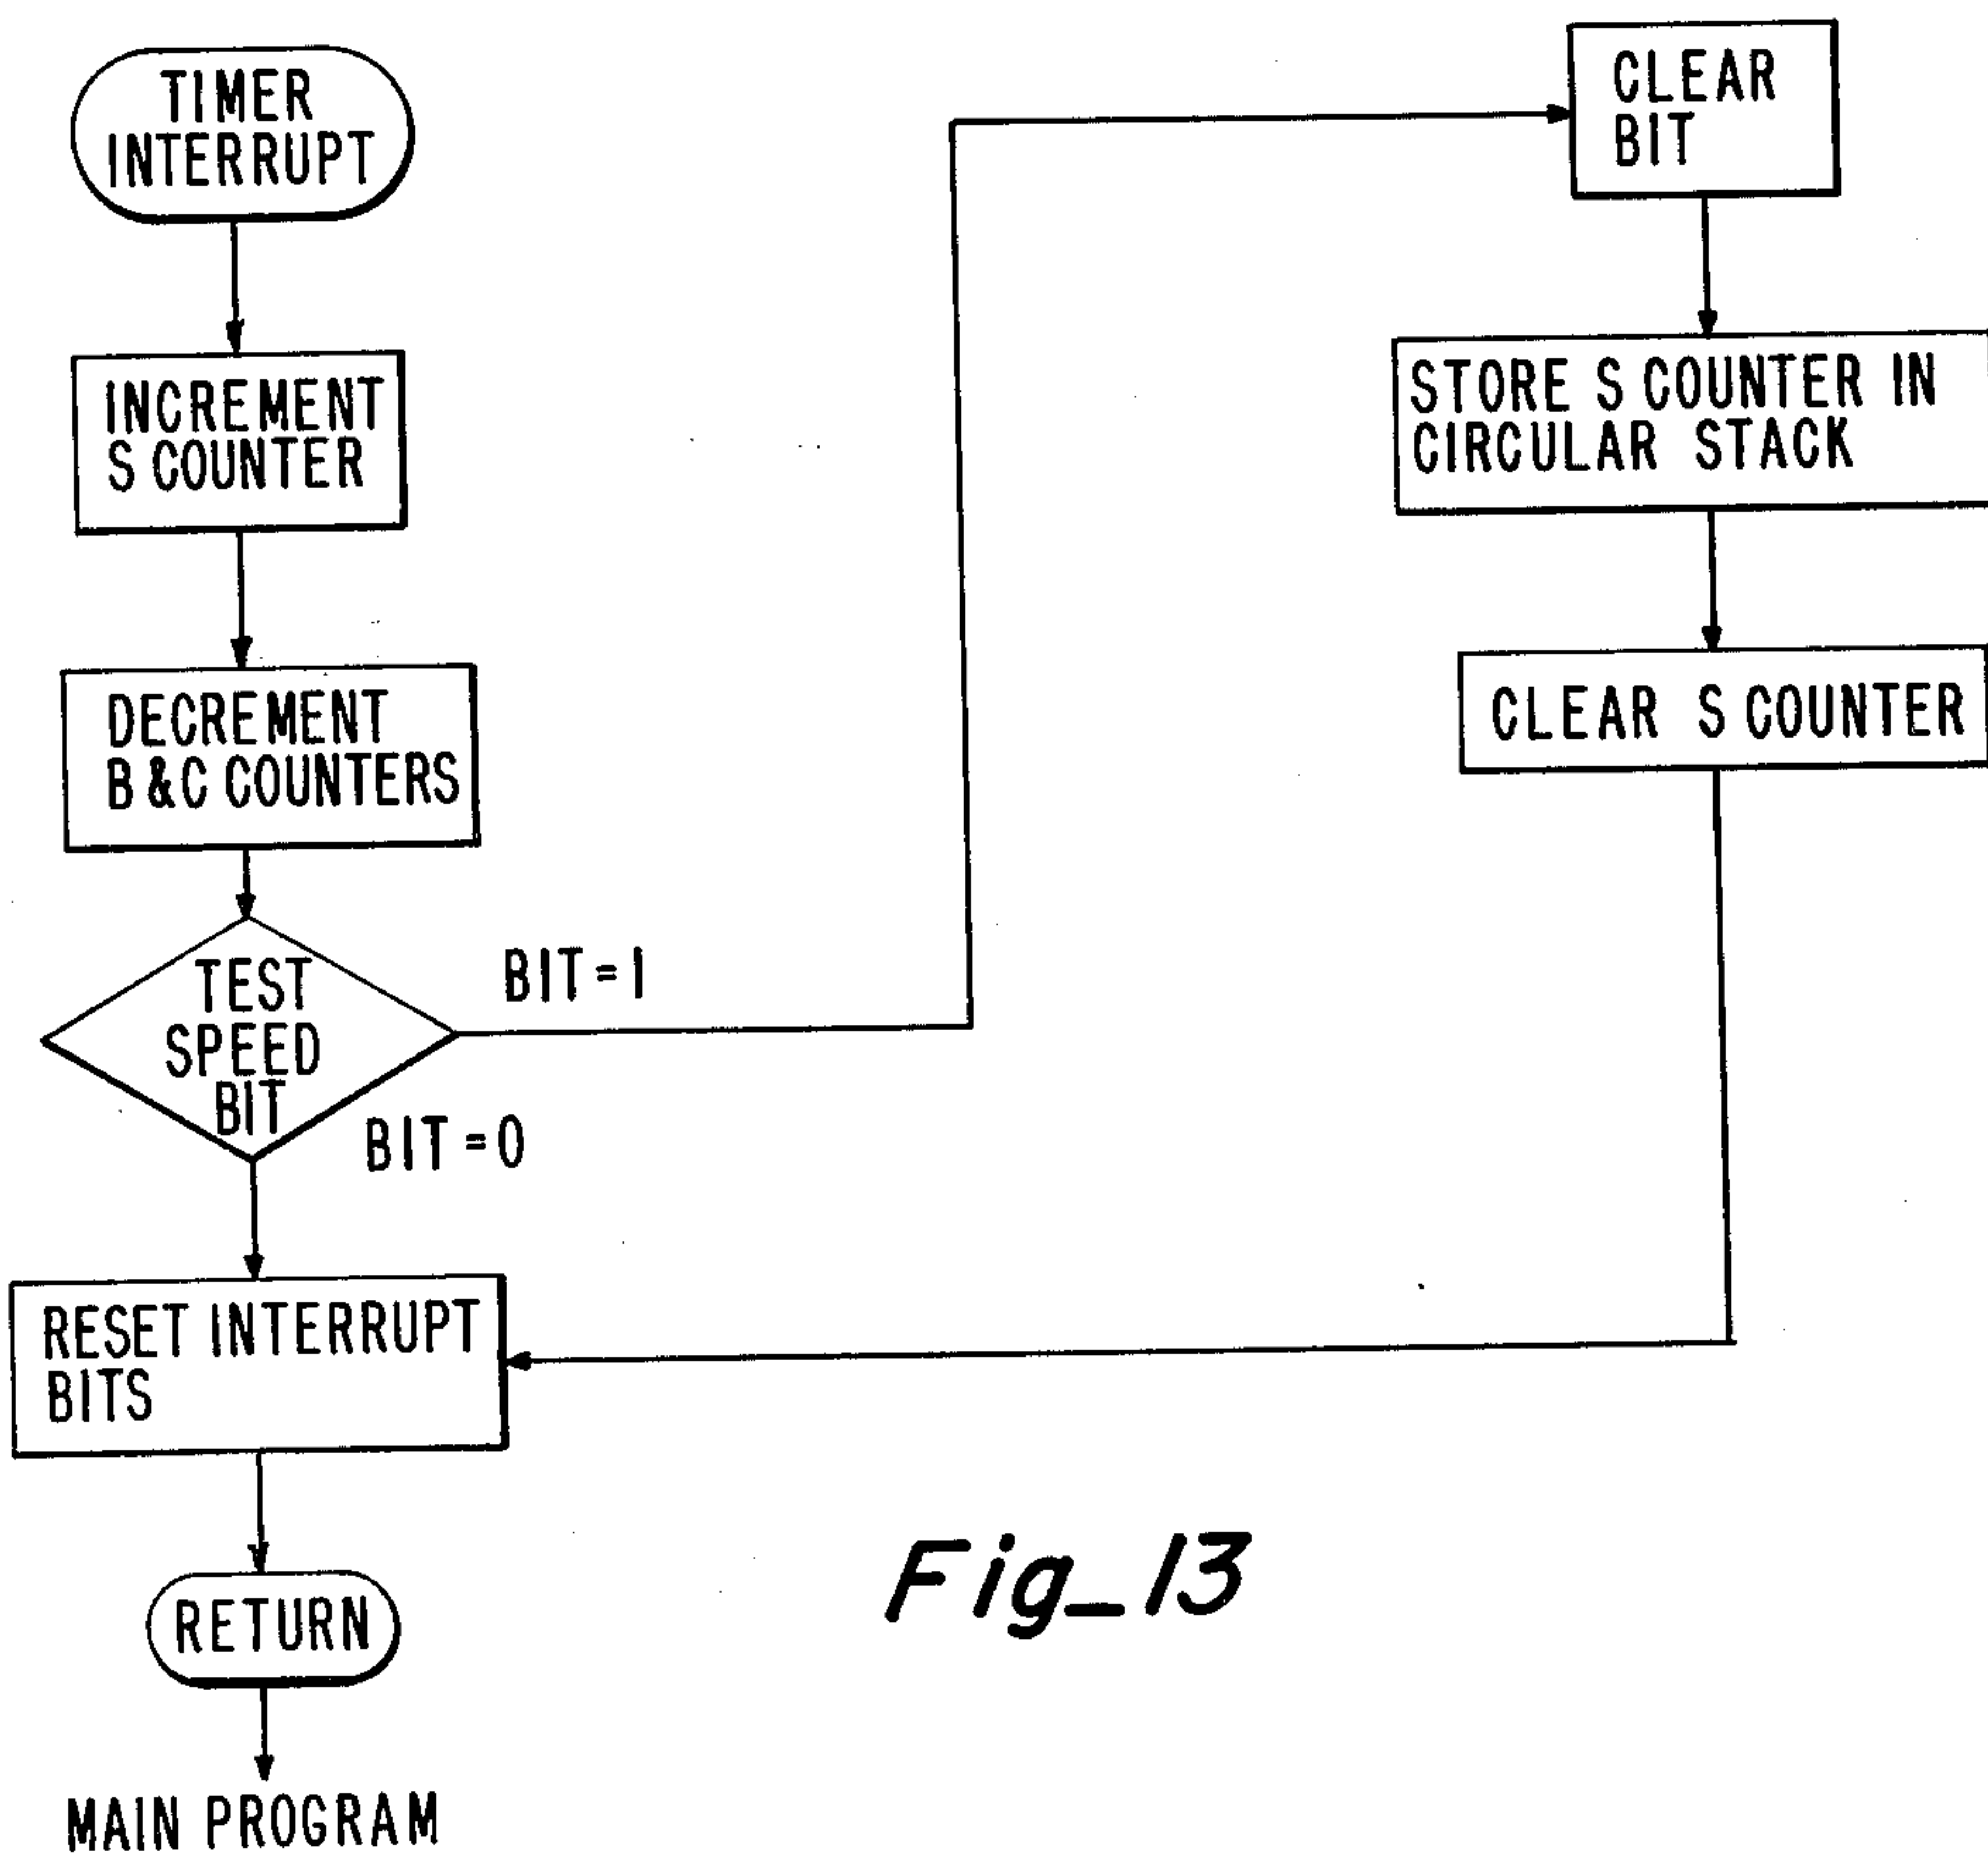 TIMER
INTERRUPT
INCREMENT
S COUNTER
DECREMENT
B & C COUNTERS
TEST
SPEED
BIT
BIT = 1
BIT = 0
RESET INTERRUPT
BITS
RETURN
MAIN PROGRAM
CLEAR
BIT
STORE S COUNTER IN
CIRCULAR STACK
CLEAR S COUNTER
Fig_13